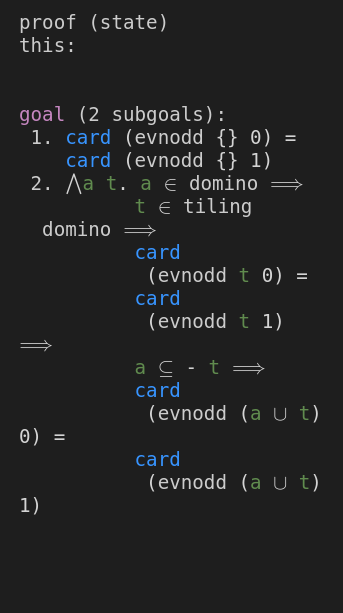 proof (state)
this:
goal (2 subgoals):
1. card (evnodd {} 0) =
card (evnodd {} 1)
2. ⋀a t. a ∈ domino ⟹
t ∈ tiling
domino ⟹
card
(evnodd t 0) =
card
(evnodd t 1)
⟹
a ⊆ - t ⟹
card
(evnodd (a ∪ t)
0) =
card
(evnodd (a ∪ t)
1)